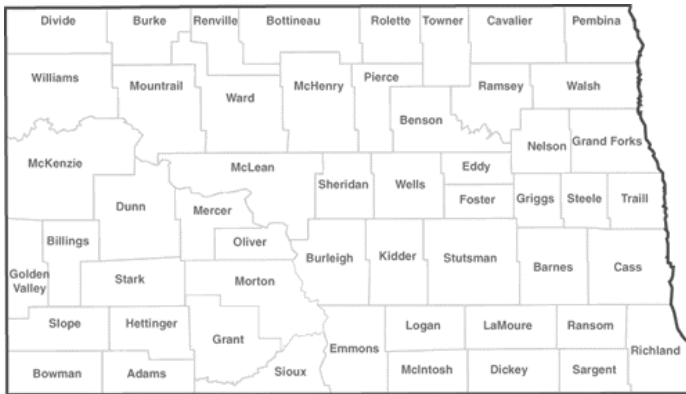 Divide
Burke
Renville
Bottineau
Rolette
Towner
Cavalier
Pembina
Williams
Mountrail
Ward
McHenry
Pierce
Benson
Ramsey
Walsh
McKenzie
Dunn
McLean
Mercer
Oliver
Sheridan
Wells
Eddy
Foster
Nelson
Grand Forks
Griggs
Steele
Traill
Golden
Valley
Billings
Stark
Morton
Burleigh
Kidder
Stutsman
Barnes
Cass
Slope
Hettinger
Grant
Emmons
Logan
LaMoure
Ransom
Richland
Bowman
Adams
Sioux
McIntosh
Dickey
Sargent